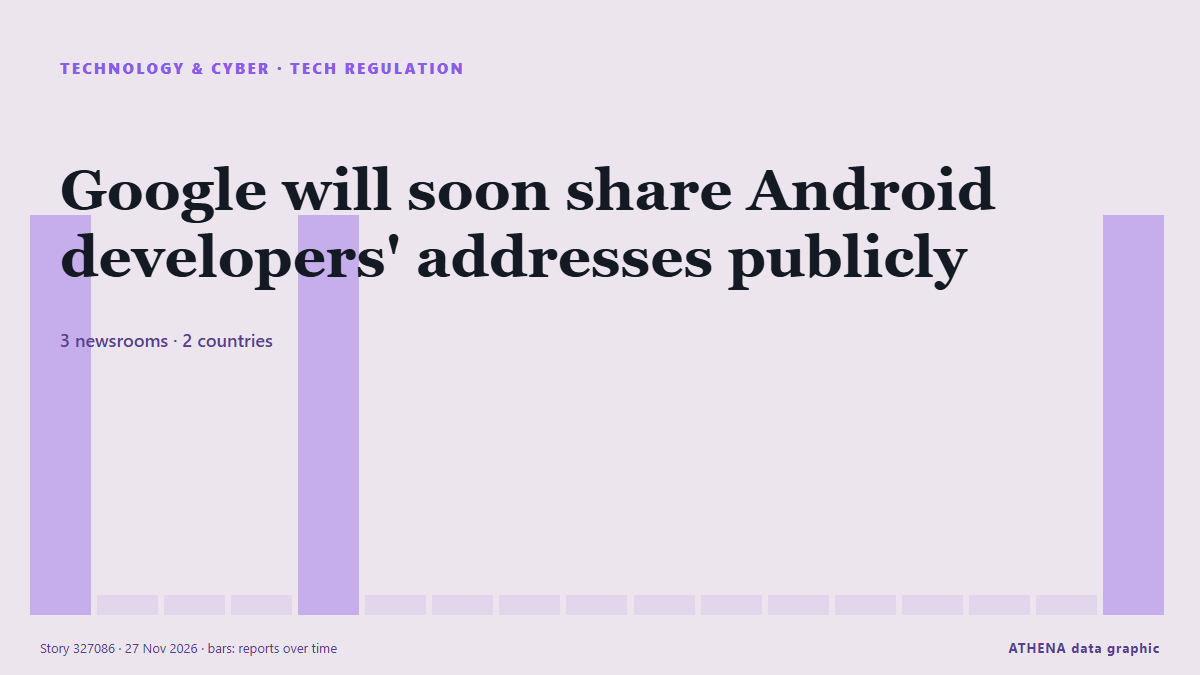 TECHNOLOGY & CYBER · TECH REGULATION
Google will soon share Android
developers' addresses publicly
3 newsrooms · 2 countries
Story 327086 · 27 Nov 2026 · bars: reports over time
ATHENA data graphic